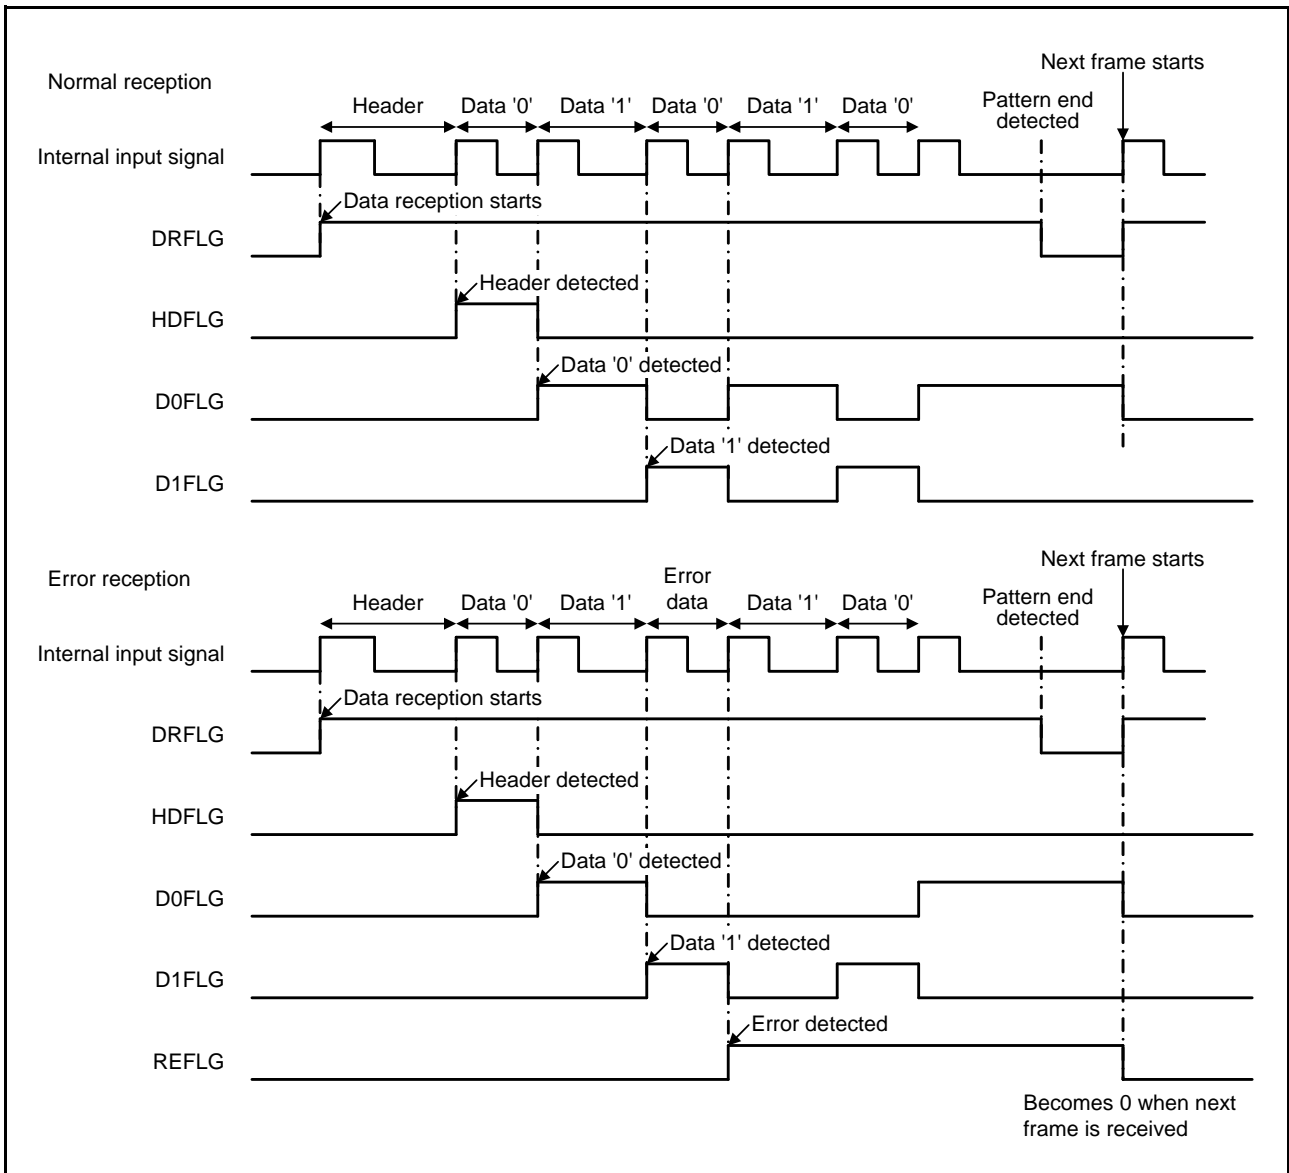 Next frame starts
Normal reception
Header
Data '0'
Data '1'
Data '0'
Data '1'
Data '0'
Pattern end
detected
Internal input signal
Data reception starts
DRFLG
Header detected
HDFLG
Data '0' detected
D0FLG
Data '1' detected
D1FLG
Next frame starts
Error reception
Header
Data '0'
Data '1'
Error
data
Data '1'
Data '0'
Pattern end
detected
Internal input signal
Data reception starts
DRFLG
Header detected
HDFLG
Data '0' detected
D0FLG
Data '1' detected
D1FLG
Error detected
REFLG
Becomes 0 when next
frame is received